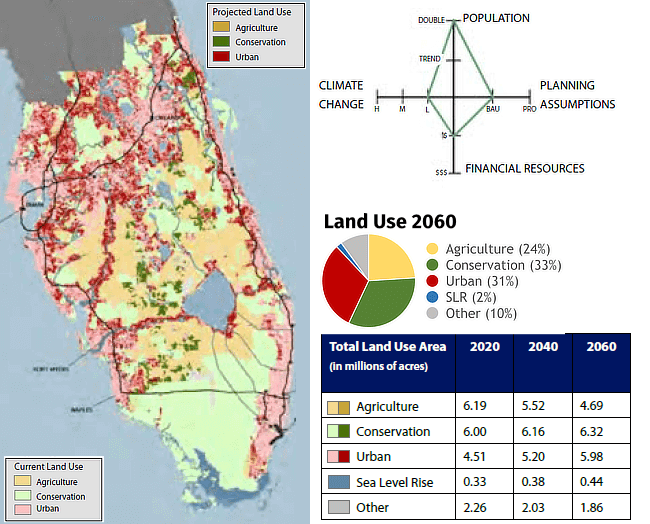 Projected Land Use
Agriculture
Conservation
Urban
ORLANDO
TAMPA
FORT MYERS
NAPLES
Current Land Use
Agriculture
Conservation
Urban
DOUBLE
POPULATION
TREND
CLIMATE
CHANGE
H
M
L
BAU
PRO
PLANNING
ASSUMPTIONS
$
$$$
FINANCIAL RESOURCES
Land Use 2060
Agriculture (24%)
Conservation (33%)
Urban (31%)
SLR (2%)
Other (10%)
Total Land Use Area
(in millions of acres)
2020 2040 2060
Agriculture 6.19 5.52 4.69
Conservation 6.00 6.16 6.32
Urban 4.51 5.20 5.98
Sea Level Rise 0.33 0.38 0.44
Other 2.26 2.03 1.86